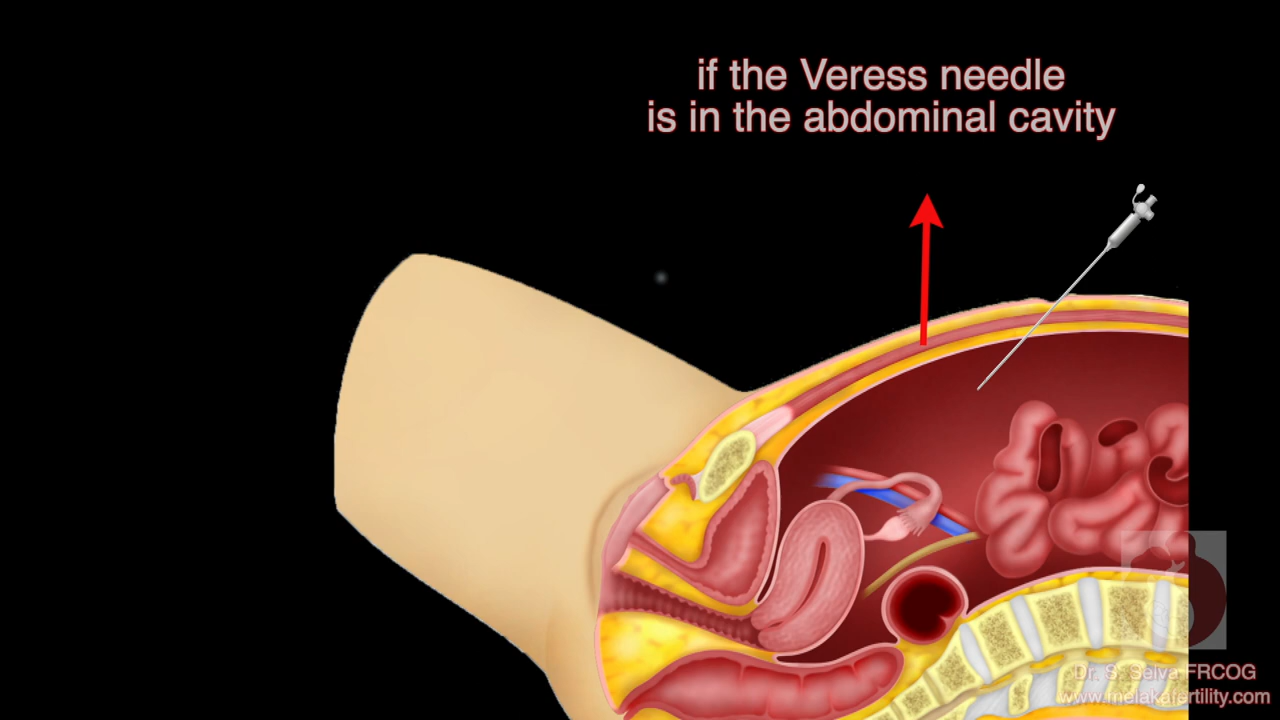 if the Veress needle
is in the abdominal cavity
Dr. S. Selva FRCOG
www.melakafertility.com